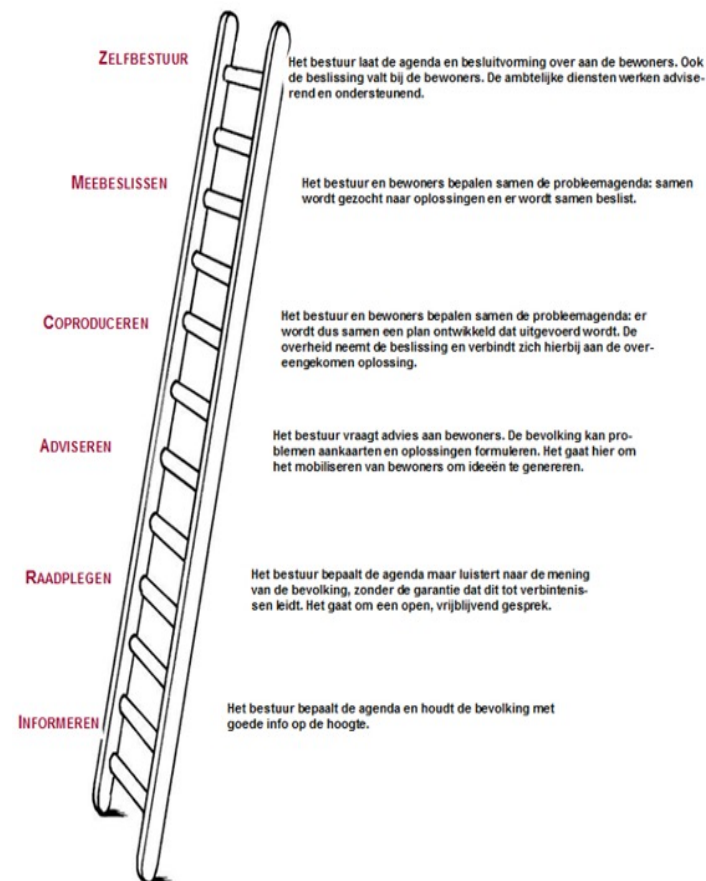 ZELFBESTUUR
Het bestuur laat de agenda en besluitvorming over aan de bewoners. Ook
de beslissing valt bij de bewoners. De ambtelijke diensten werken advise-
rend en ondersteunend.
MEEBESLISSEN
Het bestuur en bewoners bepalen samen de probleemagenda: samen
wordt gezocht naar oplossingen en er wordt samen beslist.
COPRODUCEREN
Het bestuur en bewoners bepalen samen de probleemagenda: er
wordt dus samen een plan ontwikkeld dat uitgevoerd wordt. De
overheid neemt de beslissing en verbindt zich hierbij aan de over-
eengekomen oplossing.
ADVISEREN
Het bestuur vraagt advies aan bewoners. De bevolking kan pro-
blemen aankaarten en oplossingen formuleren. Het gaat hier om
het mobiliseren van bewoners om ideeën te genereren.
RAADPLEGEN
Het bestuur bepaalt de agenda maar luistert naar de mening
van de bevolking, zonder de garantie dat dit tot verbintenis-
sen leidt. Het gaat om een open, vrijblijvend gesprek.
INFORMEREN
Het bestuur bepaalt de agenda en houdt de bevolking met
goede info op de hoogte.